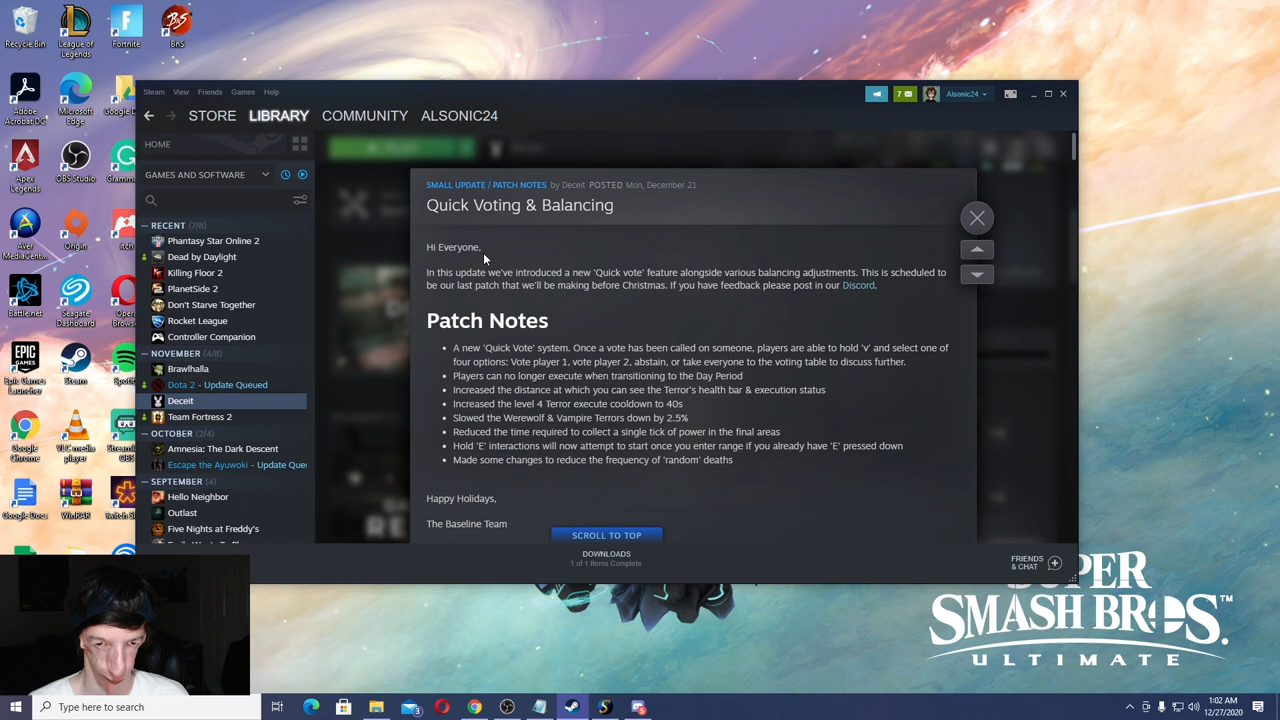 Recycle Bin
League of Legends
Fortnite
BnS
Acrobat DC
Microsoft Edge
Apex Legends
OBS Studio
AVer MediaCent...
Origin
Battle.net
Seagate Dashboard
Epic Games Launcher
Steam
Google Chrome
VLC media player
Google Docs
WinRAR
Steam View Friends Games Help
7
Alsonic24
STORE LIBRARY COMMUNITY ALSONIC24
HOME
GAMES AND SOFTWARE
RECENT (7/8)
Phantasy Star Online 2
Dead by Daylight
Killing Floor 2
PlanetSide 2
Don't Starve Together
Rocket League
Controller Companion
NOVEMBER (4/8)
Brawlhalla
Dota 2 - Update Queued
Deceit
Team Fortress 2
OCTOBER (2/4)
Amnesia: The Dark Descent
Escape the Ayuwoki - Update Que
SEPTEMBER (4)
Hello Neighbor
Outlast
Five Nights at Freddy's
SMALL UPDATE / PATCH NOTES by Deceit POSTED Mon, December 21
Quick Voting & Balancing
Hi Everyone,
In this update we've introduced a new 'Quick vote' feature alongside various balancing adjustments. This is scheduled to
be our last patch that we'll be making before Christmas. If you have feedback please post in our Discord.
Patch Notes
• A new 'Quick Vote' system. Once a vote has been called on someone, players are able to hold 'v' and select one of
four options: Vote player 1, vote player 2, abstain, or take everyone to the voting table to discuss further.
• Players can no longer execute when transitioning to the Day Period
• Increased the distance at which you can see the Terror's health bar & execution status
• Increased the level 4 Terror execute cooldown to 40s
• Slowed the Werewolf & Vampire Terrors down by 2.5%
• Reduced the time required to collect a single tick of power in the final areas
• Hold 'E' interactions will now attempt to start once you enter range if you already have 'E' pressed down
• Made some changes to reduce the frequency of 'random' deaths
Happy Holidays,
The Baseline Team
SCROLL TO TOP
DOWNLOADS
1 of 1 Items Complete
FRIENDS & CHAT
SUPER
SMASH BROS.™
ULTIMATE
Type here to search
3
1:02 AM
12/27/2020